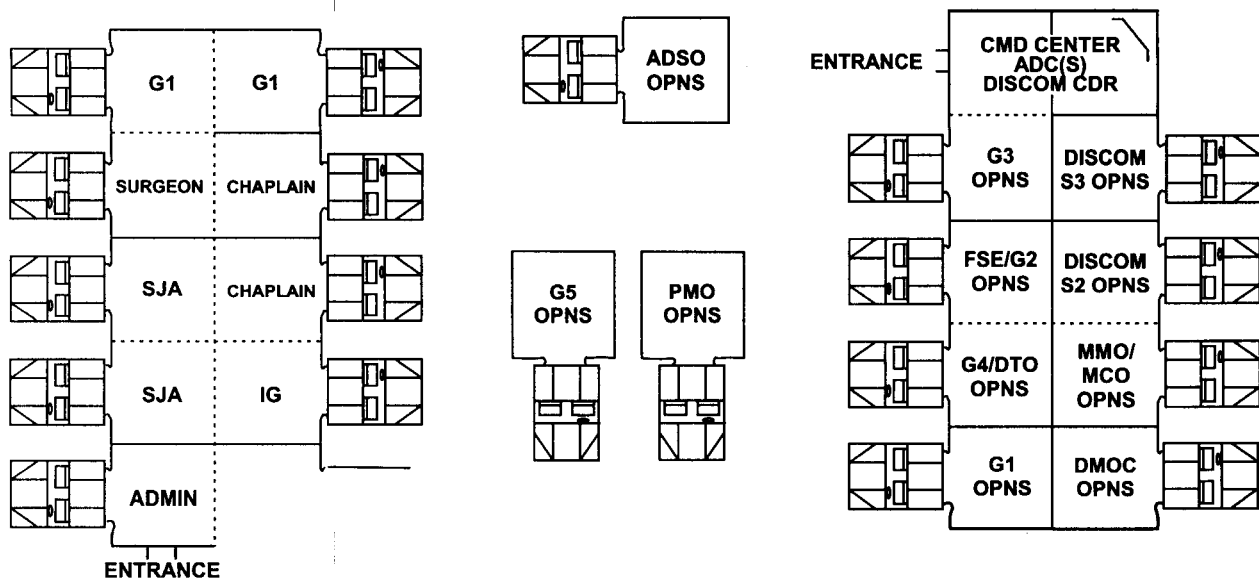 G1
G1
SURGEON
CHAPLAIN
SJA
CHAPLAIN
SJA
IG
ADMIN
ENTRANCE
ADSO
OPNS
G5
OPNS
PMO
OPNS
ENTRANCE
CMD CENTER
ADC(S)
DISCOM CDR
G3
OPNS
DISCOM
S3 OPNS
FSE/G2
OPNS
DISCOM
S2 OPNS
G4/DTO
OPNS
MMO/
MCO
OPNS
G1
OPNS
DMOC
OPNS